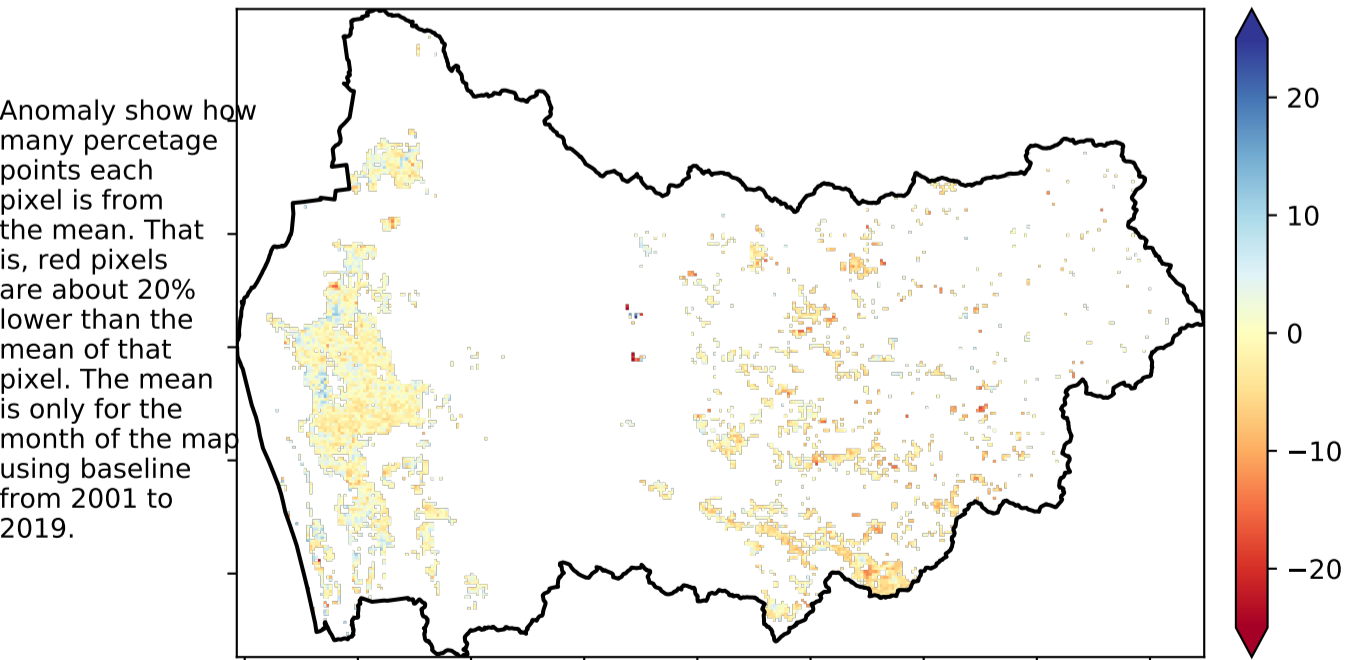 Anomaly show how
many percetage
points each
pixel is from
the mean. That
is, red pixels
are about 20%
lower than the
mean of that
pixel. The mean
is only for the
month of the map
using baseline
from 2001 to
2019.
20
10
0
−10
−20